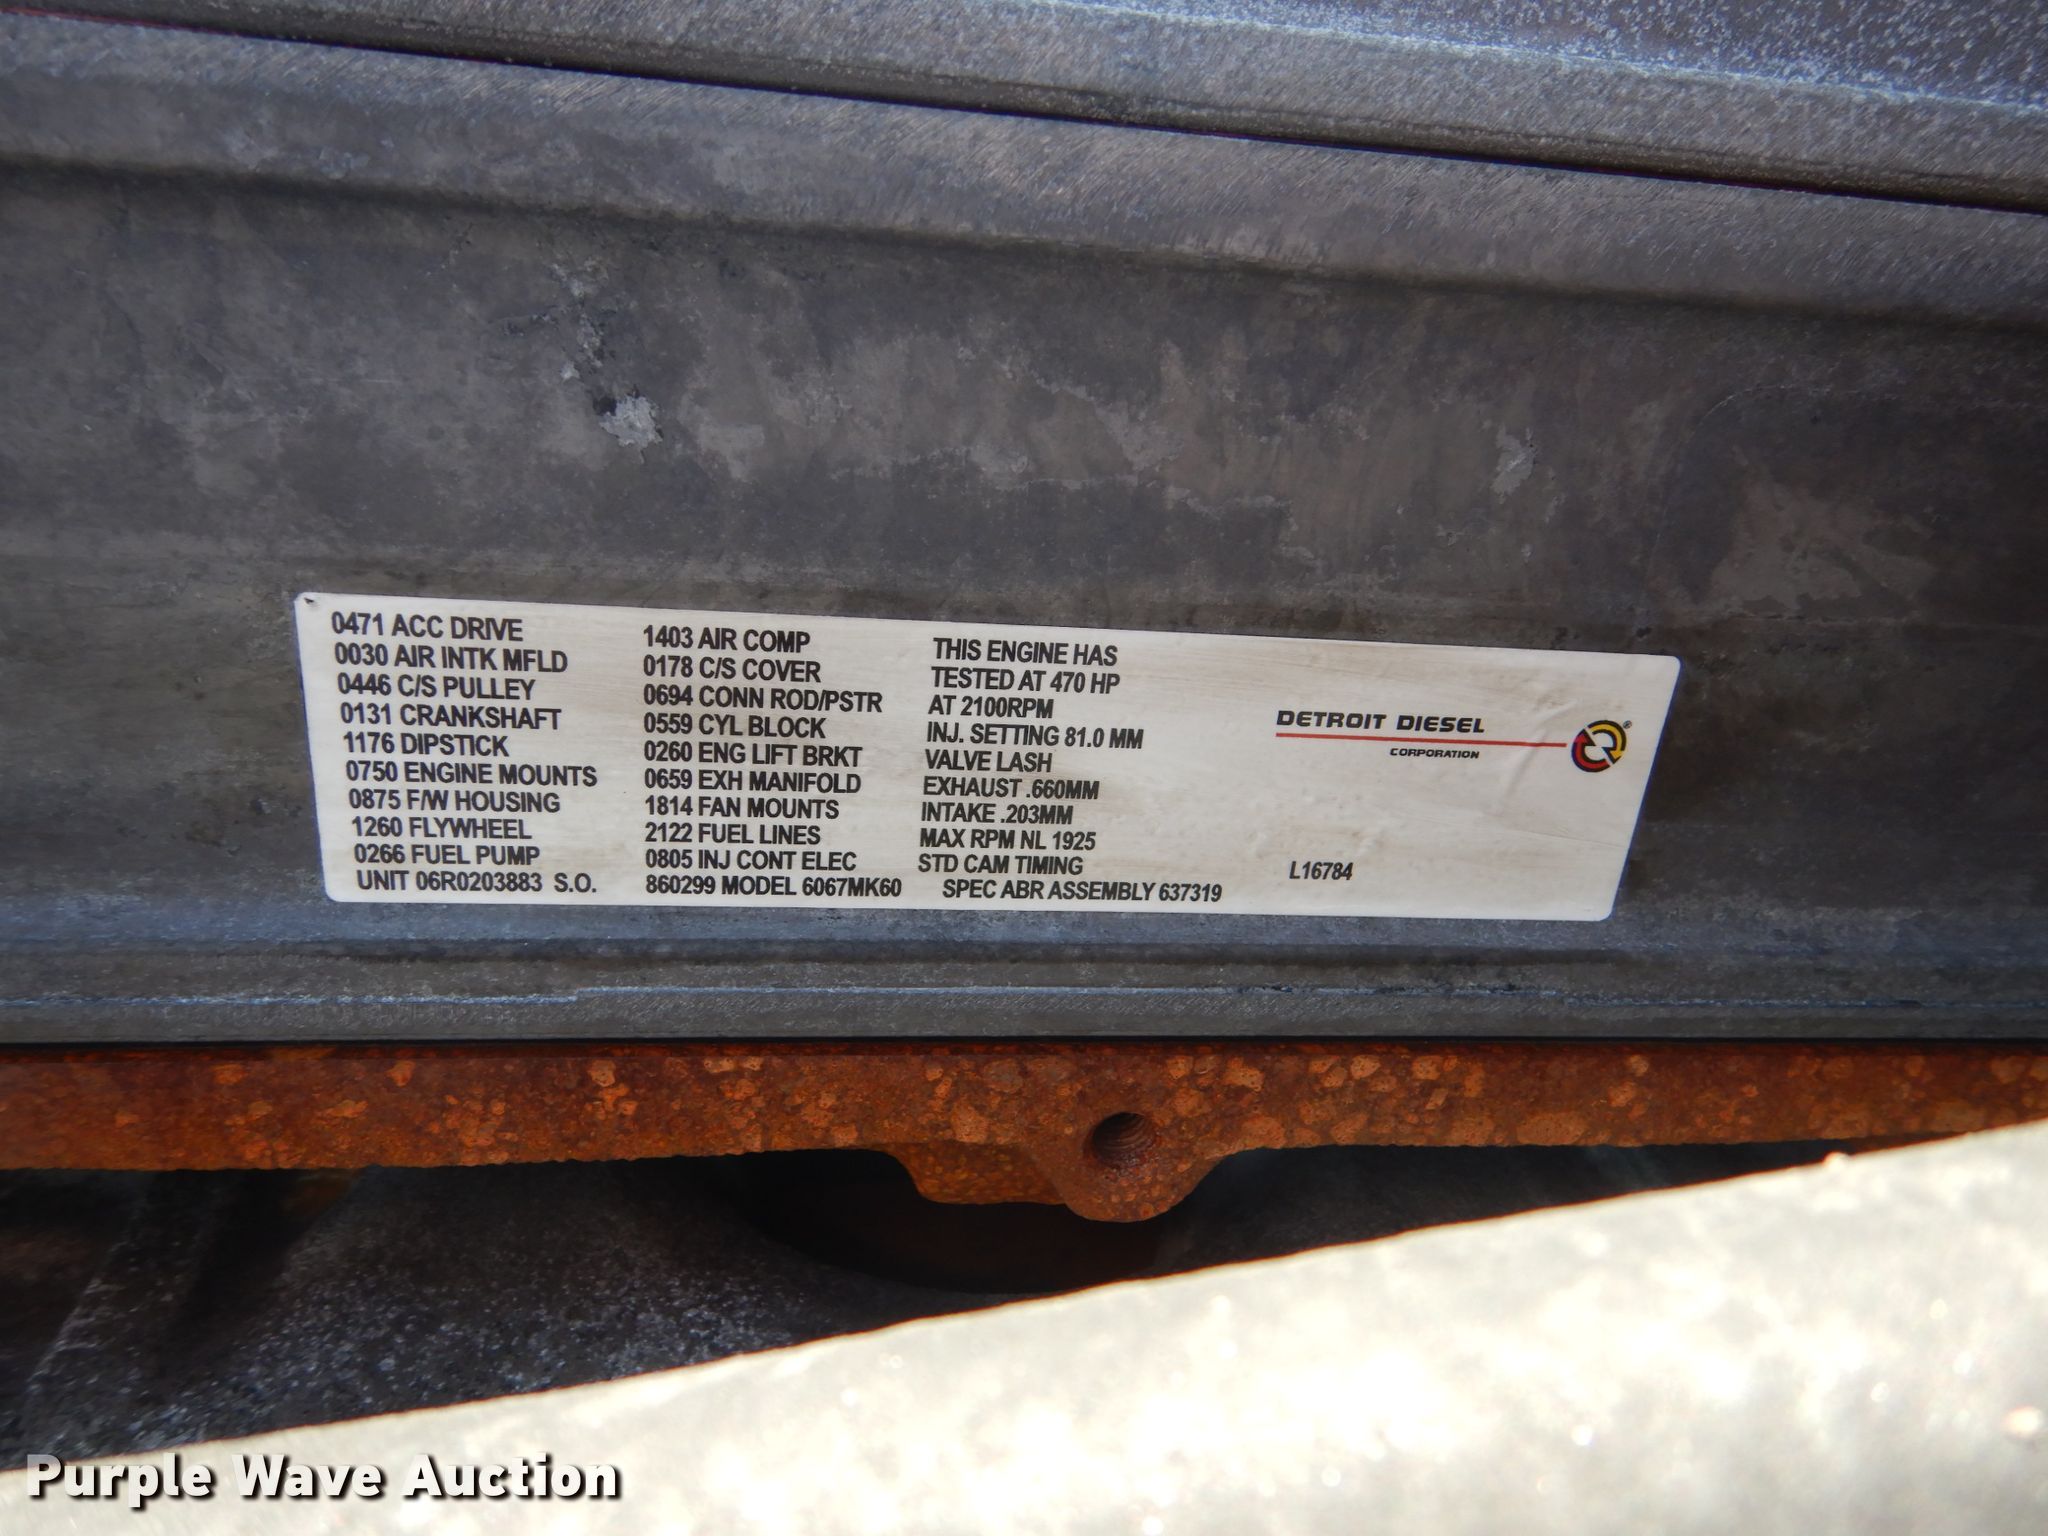 0471 ACC DRIVE
0030 AIR INTK MFLD
0446 C/S PULLEY
0131 CRANKSHAFT
1176 DIPSTICK
0750 ENGINE MOUNTS
0875 F/W HOUSING
1260 FLYWHEEL
0266 FUEL PUMP
UNIT 06R0203883 S.O.
1403 AIR COMP
0178 C/S COVER
0694 CONN ROD/PSTR
0559 CYL BLOCK
0260 ENG LIFT BRKT
0659 EXH MANIFOLD
1814 FAN MOUNTS
2122 FUEL LINES
0805 INJ CONT ELEC
860299 MODEL 6067MK60
THIS ENGINE HAS
TESTED AT 470 HP
AT 2100RPM
INJ. SETTING 81.0 MM
VALVE LASH
EXHAUST .660MM
INTAKE .203MM
MAX RPM NL 1925
STD CAM TIMING
SPEC ABR ASSEMBLY 637319
DETROIT DIESEL
CORPORATION
®
L16784
Purple Wave Auction